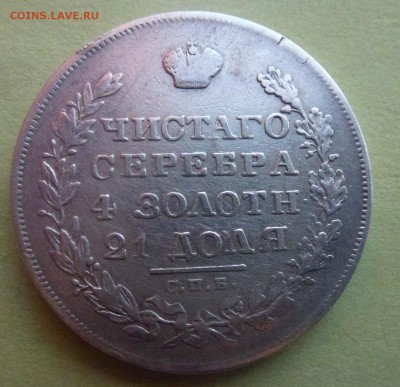 COINS.LAVE.RU
ЧИСТАГО
СЕРЕБРА
4 ЗОЛОТН
21 ДОЛЯ
С.П.Б.